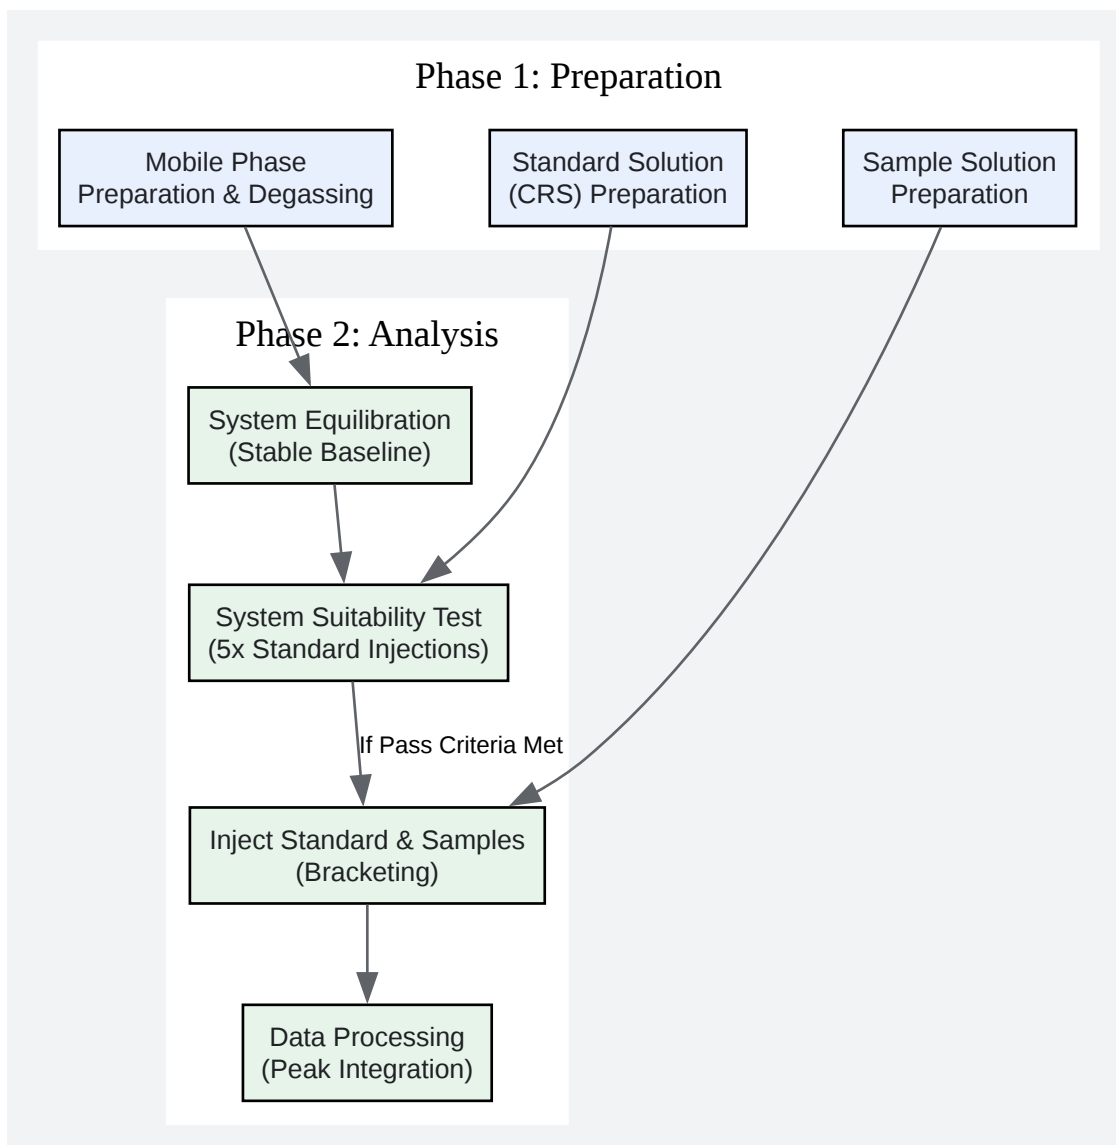 Phase 1: Preparation
Mobile Phase
Preparation & Degassing
Standard Solution
(CRS) Preparation
Sample Solution
Preparation
Phase 2: Analysis
System Equilibration
(Stable Baseline)
System Suitability Test
(5x Standard Injections)
If Pass Criteria Met
Inject Standard & Samples
(Bracketing)
Data Processing
(Peak Integration)